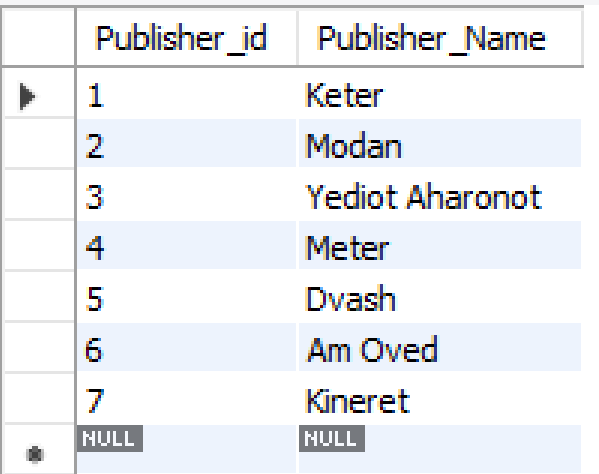 Publisher_id Publisher_Name
1 Keter
2 Modan
3 Yediot Aharonot
4 Meter
5 Dvash
6 Am Oved
7 Kineret
NULL NULL